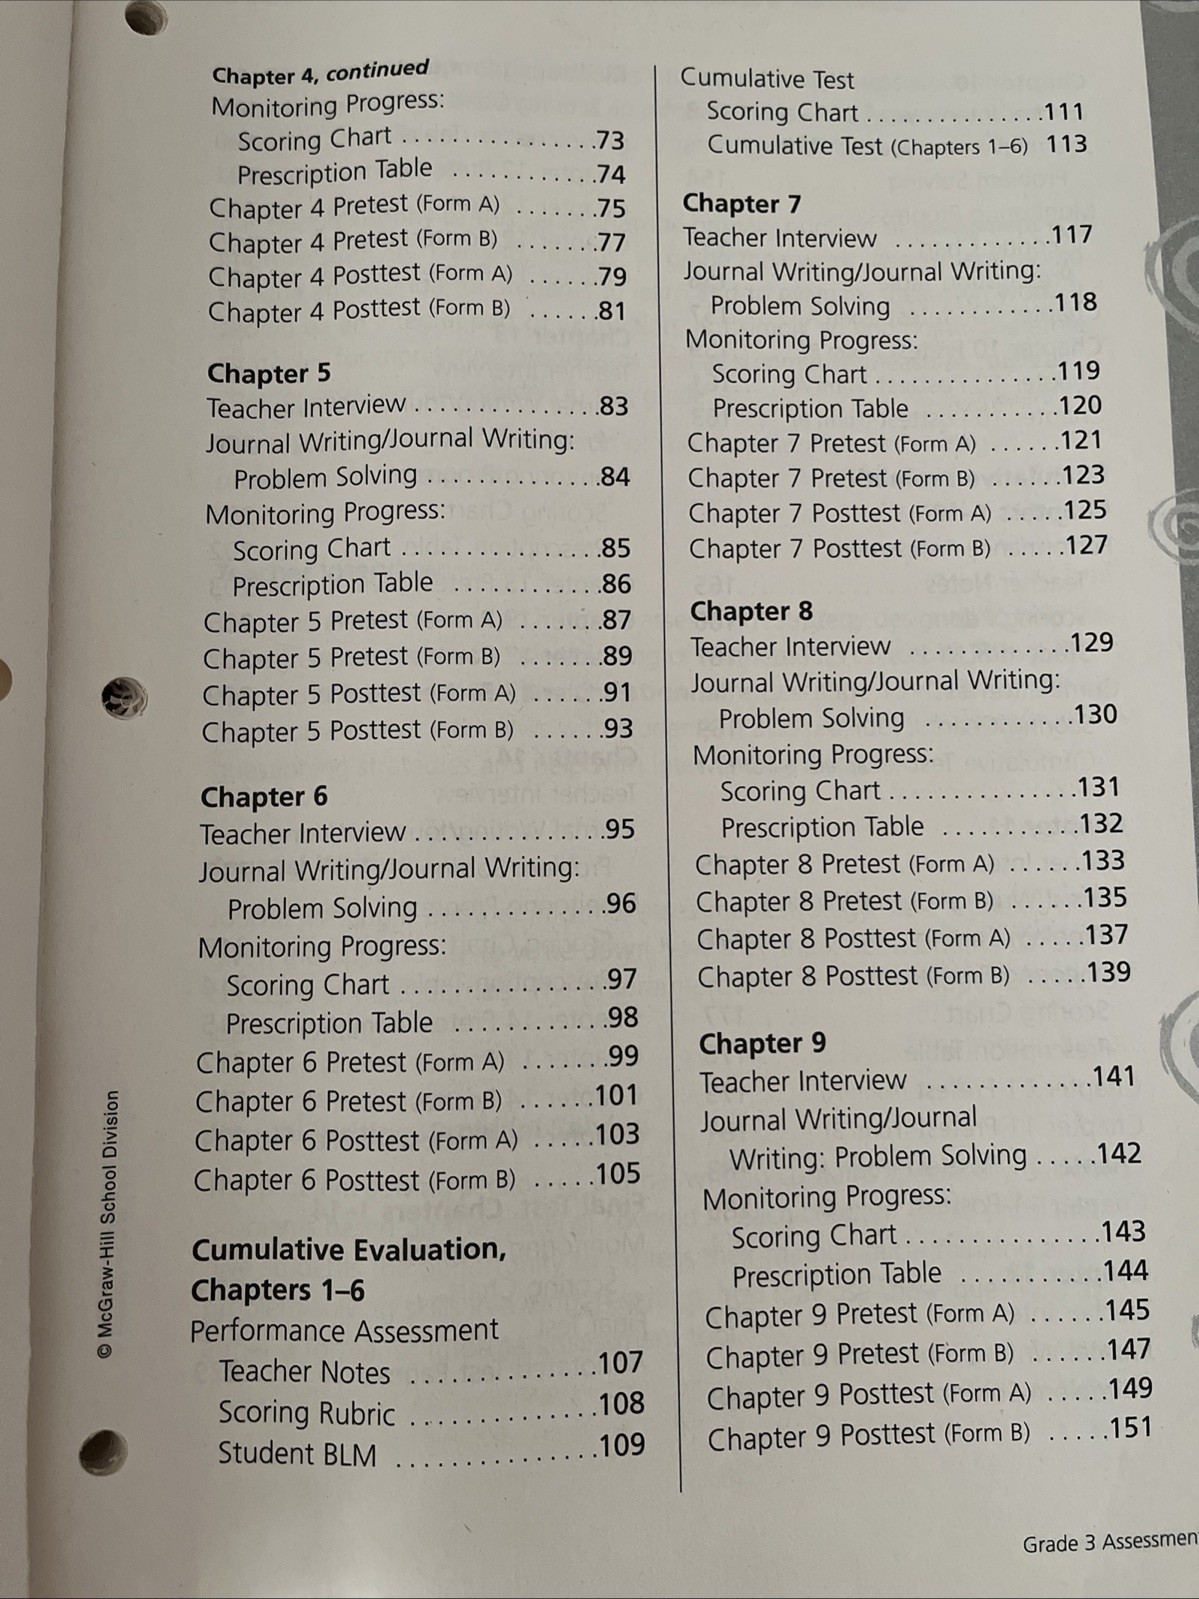 Chapter 4, continued
Monitoring Progress:
Scoring Chart . . . . . . . . . . . . . . . .73
Prescription Table . . . . . . . . . . . .74
Chapter 4 Pretest (Form A) . . . . . . .75
Chapter 4 Pretest (Form B) . . . . . . .77
Chapter 4 Posttest (Form A) . . . . . .79
Chapter 4 Posttest (Form B) . . . . . .81
Chapter 5
Teacher Interview . . . . . . . . . . . . . . .83
Journal Writing/Journal Writing:
Problem Solving . . . . . . . . . . . . . .84
Monitoring Progress:
Scoring Chart . . . . . . . . . . . . . . . .85
Prescription Table . . . . . . . . . . . .86
Chapter 5 Pretest (Form A) . . . . . . .87
Chapter 5 Pretest (Form B) . . . . . . .89
Chapter 5 Posttest (Form A) . . . . . .91
Chapter 5 Posttest (Form B) . . . . . .93
Chapter 6
Teacher Interview . . . . . . . . . . . . . . .95
Journal Writing/Journal Writing:
Problem Solving . . . . . . . . . . . . . .96
Monitoring Progress:
Scoring Chart . . . . . . . . . . . . . . . .97
Prescription Table . . . . . . . . . . . .98
Chapter 6 Pretest (Form A) . . . . . . .99
Chapter 6 Pretest (Form B) . . . . . .101
Chapter 6 Posttest (Form A) . . . . .103
Chapter 6 Posttest (Form B) . . . . .105
Cumulative Evaluation,
Chapters 1–6
Performance Assessment
Teacher Notes . . . . . . . . . . . . . .107
Scoring Rubric . . . . . . . . . . . . . .108
Student BLM . . . . . . . . . . . . . . .109
Cumulative Test
Scoring Chart . . . . . . . . . . . . . . .111
Cumulative Test (Chapters 1–6) 113
Chapter 7
Teacher Interview . . . . . . . . . . . . .117
Journal Writing/Journal Writing:
Problem Solving . . . . . . . . . . . .118
Monitoring Progress:
Scoring Chart . . . . . . . . . . . . . . .119
Prescription Table . . . . . . . . . . .120
Chapter 7 Pretest (Form A) . . . . . .121
Chapter 7 Pretest (Form B) . . . . . .123
Chapter 7 Posttest (Form A) . . . . .125
Chapter 7 Posttest (Form B) . . . . .127
Chapter 8
Teacher Interview . . . . . . . . . . . . .129
Journal Writing/Journal Writing:
Problem Solving . . . . . . . . . . . .130
Monitoring Progress:
Scoring Chart . . . . . . . . . . . . . . .131
Prescription Table . . . . . . . . . . .132
Chapter 8 Pretest (Form A) . . . . . .133
Chapter 8 Pretest (Form B) . . . . . .135
Chapter 8 Posttest (Form A) . . . . .137
Chapter 8 Posttest (Form B) . . . . .139
Chapter 9
Teacher Interview . . . . . . . . . . . . .141
Journal Writing/Journal
Writing: Problem Solving . . . . .142
Monitoring Progress:
Scoring Chart . . . . . . . . . . . . . . .143
Prescription Table . . . . . . . . . . .144
Chapter 9 Pretest (Form A) . . . . . .145
Chapter 9 Pretest (Form B) . . . . . .147
Chapter 9 Posttest (Form A) . . . . .149
Chapter 9 Posttest (Form B) . . . . .151
© McGraw-Hill School Division
Grade 3 Assessmen